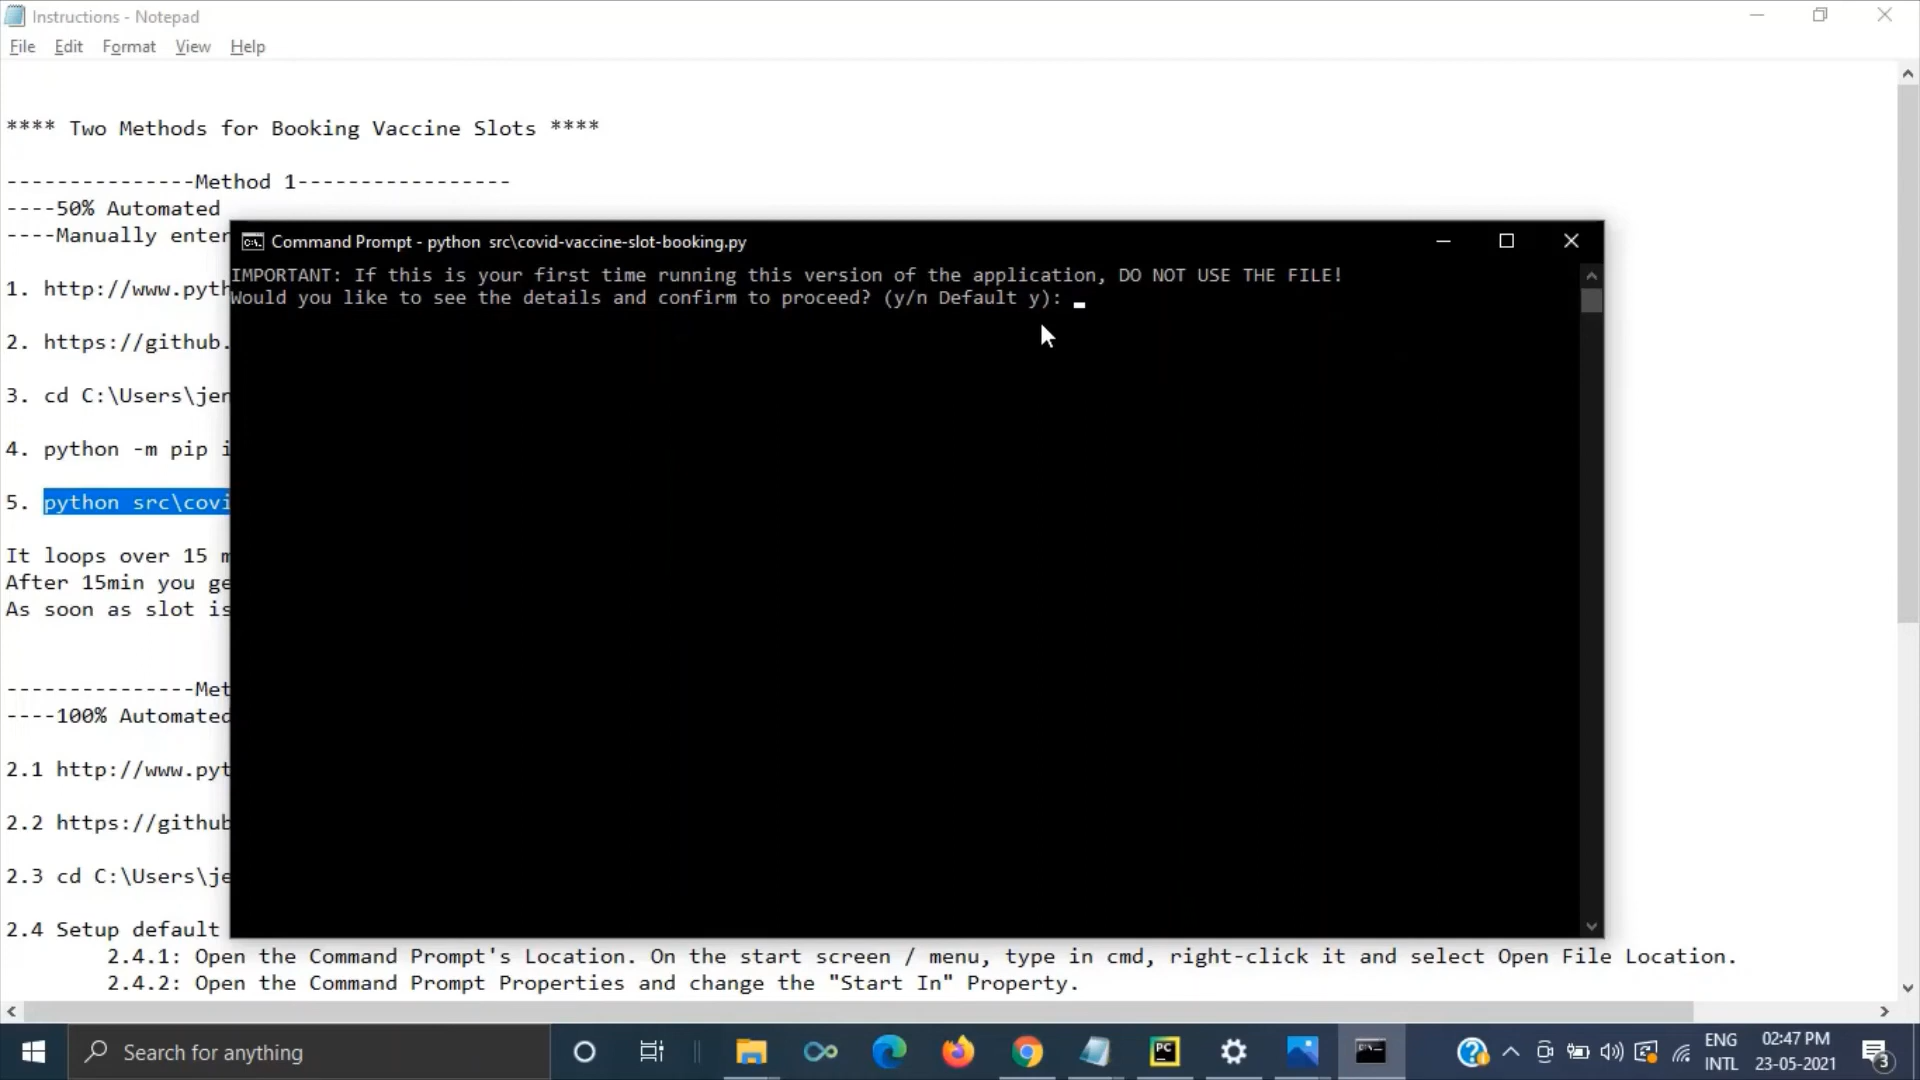 Instructions - Notepad
File Edit Format View Help
**** Two Methods for Booking Vaccine Slots ****
---------------Method 1-----------------
----50% Automated
----Manually enter
Command Prompt - python src\covid-vaccine-slot-booking.py
IMPORTANT: If this is your first time running this version of the application, DO NOT USE THE FILE!
Would you like to see the details and confirm to proceed? (y/n Default y):
1. http://www.pyth
2. https://github.
3. cd C:\Users\jer
4. python -m pip i
5. python src\covi
It loops over 15 m
After 15min you ge
As soon as slot is
---------------Met
----100% Automated
2.1 http://www.pyt
2.2 https://github
2.3 cd C:\Users\je
2.4 Setup default
2.4.1: Open the Command Prompt's Location. On the start screen / menu, type in cmd, right-click it and select Open File Location.
2.4.2: Open the Command Prompt Properties and change the "Start In" Property.
Search for anything
PC
ENG
INTL
02:47 PM
23-05-2021
3